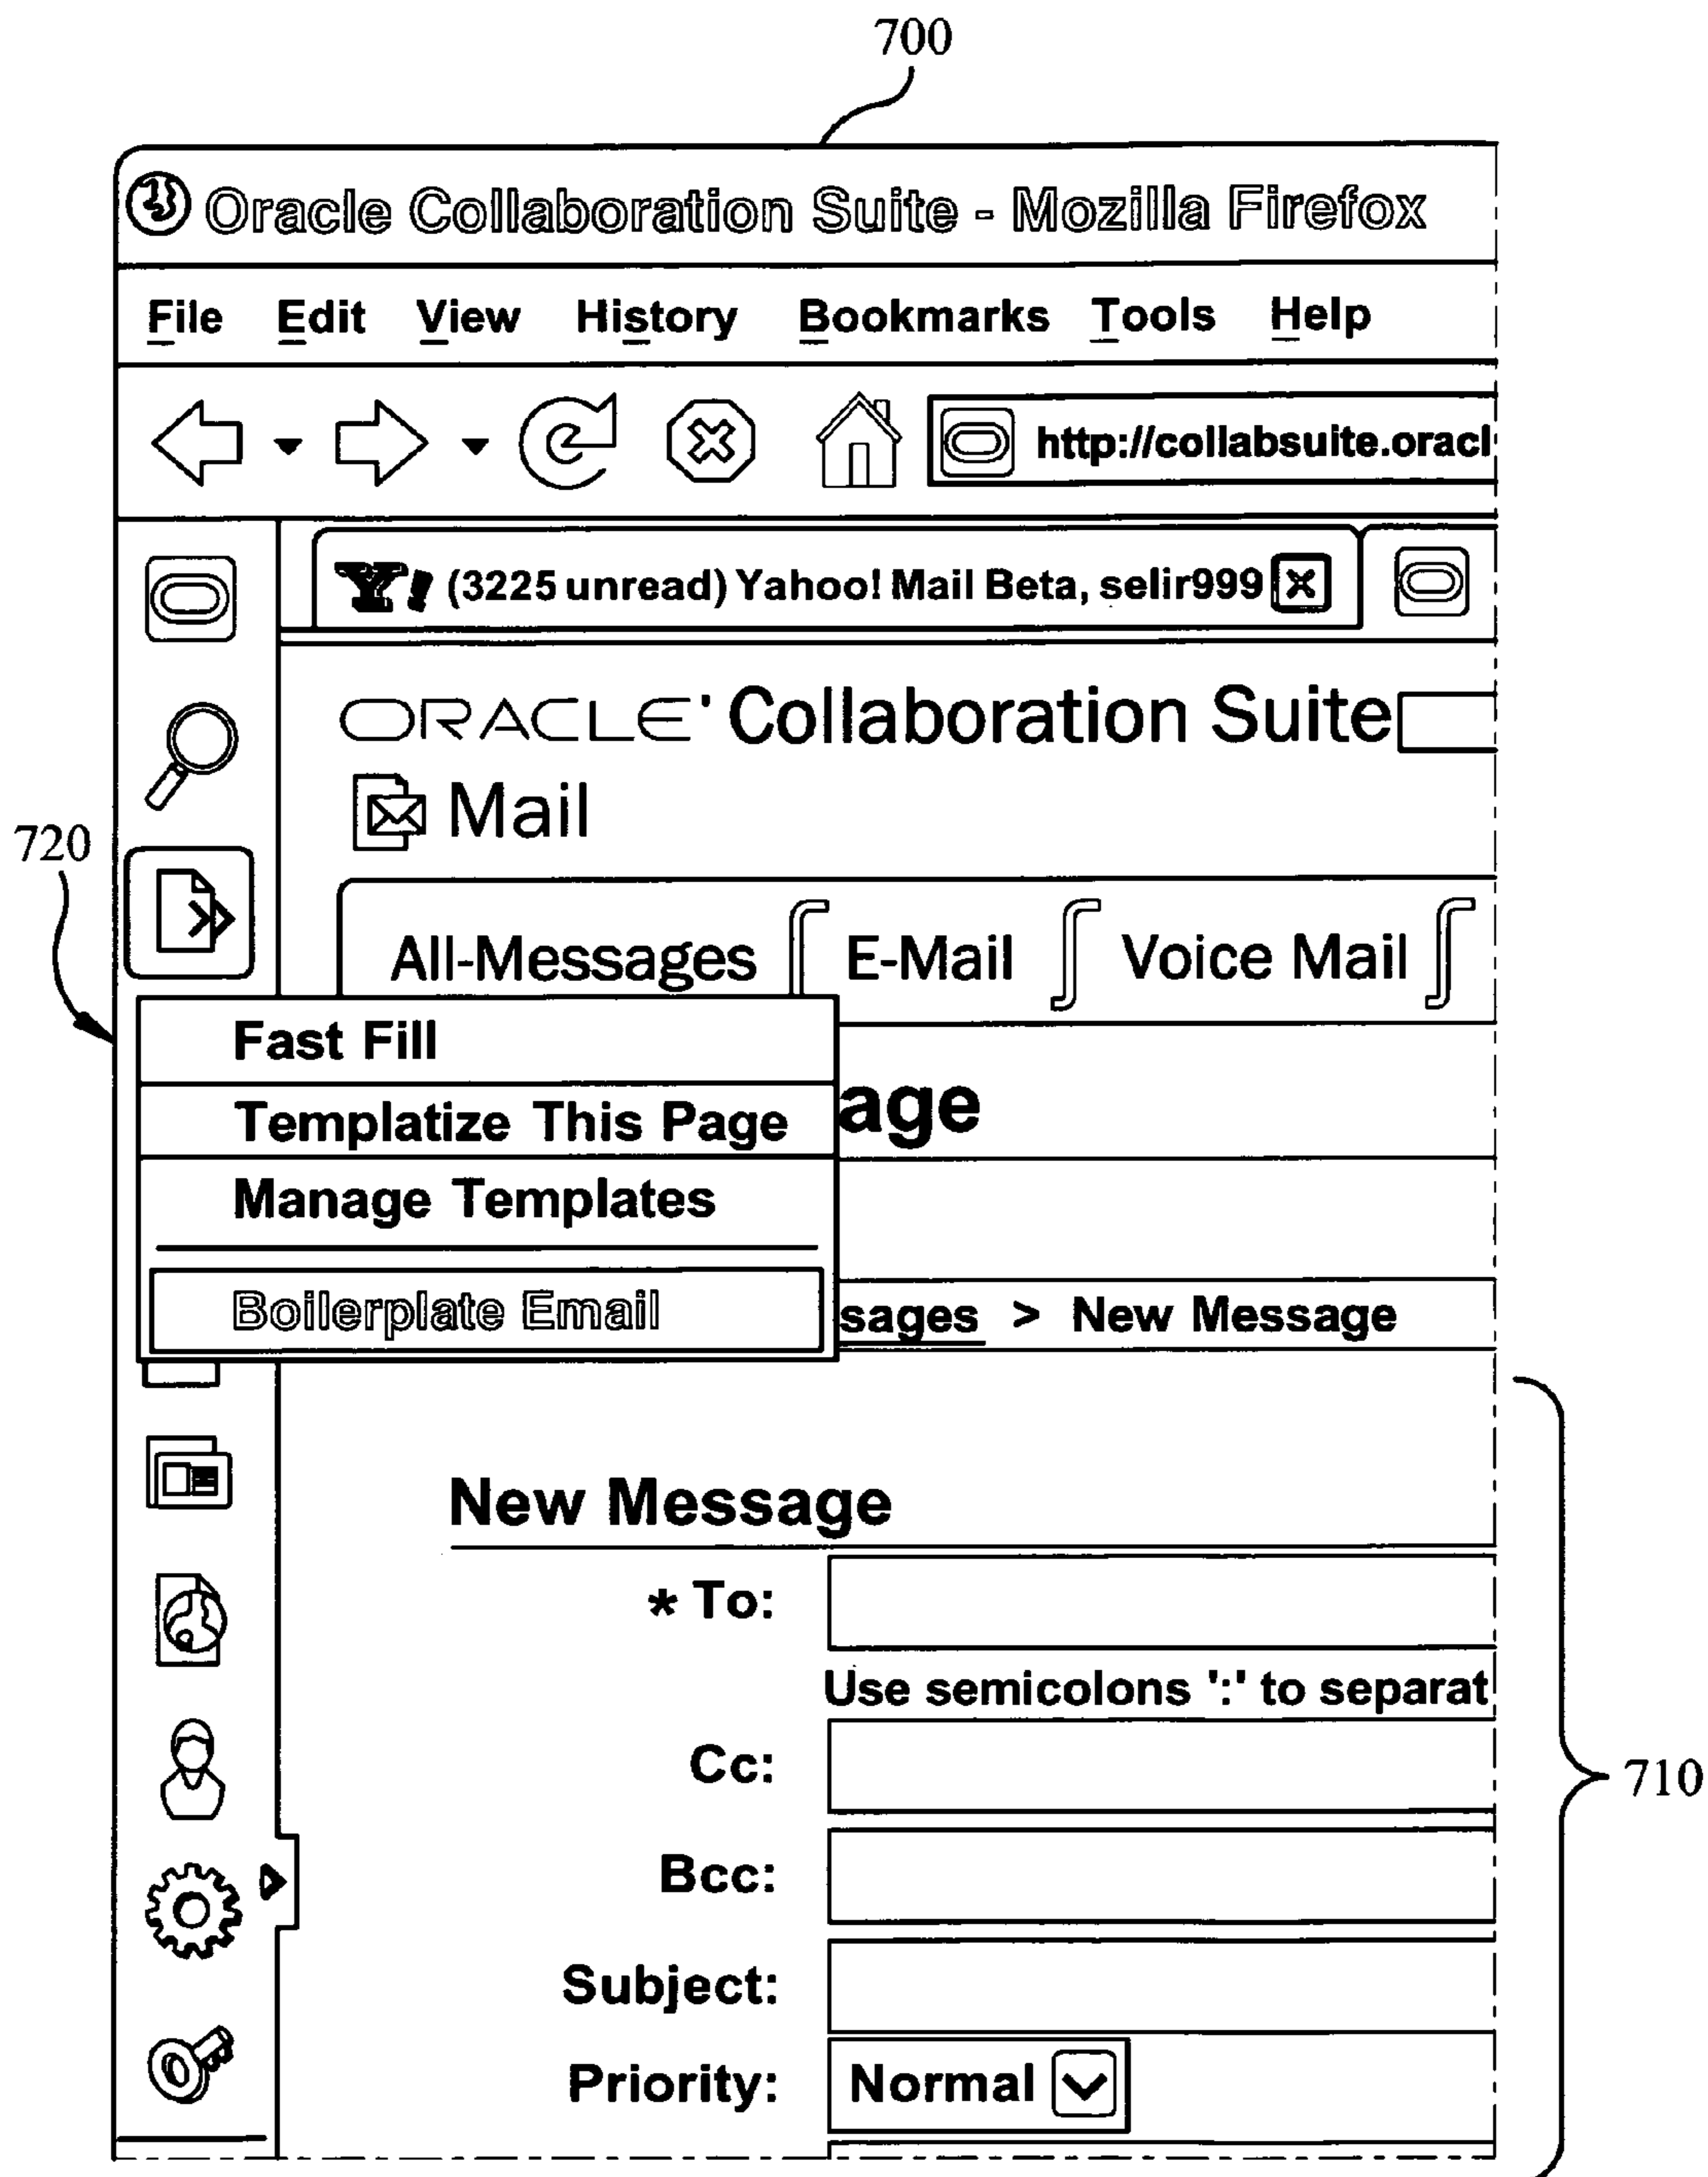 700
Oracle Collaboration Suite - Mozilla Firefox
File Edit View History Bookmarks Tools Help
http://collabsuite.oracl
Y! (3225 unread) Yahoo! Mail Beta, selir999
ORACLE' Collaboration Suite
Mail
720
All-Messages E-Mail Voice Mail
Fast Fill
Templatize This Page
age
Manage Templates
Boilerplate Email
sages > New Message
New Message
* To:
Use semicolons ':' to separat
Cc:
710
Bcc:
Subject:
Priority: Normal